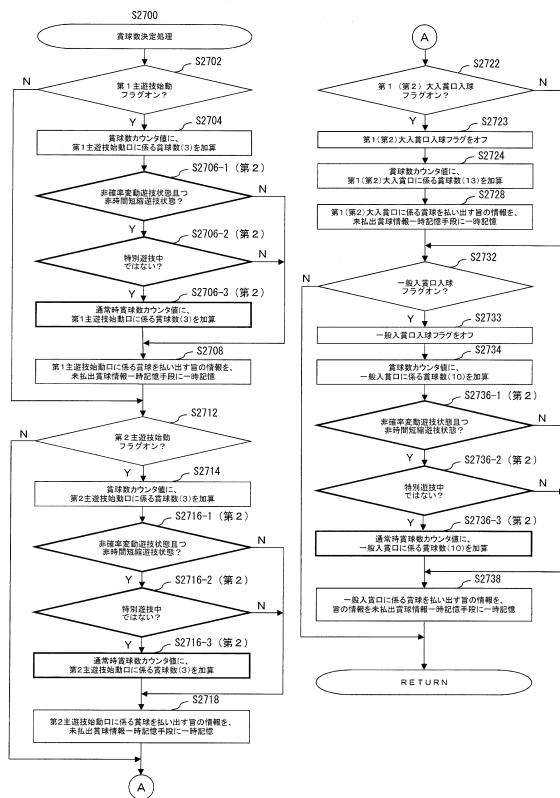 S2700
賞球数決定処理
S2702
第1主遊技始動
フラグオン?
N
Y
S2704
賞球数カウンタ値に、
第1主遊技始動口に係る賞球数(3)を加算
S2706-1 (第2)
非確率変動遊技状態且つ
非時間短縮遊技状態?
N
Y
S2706-2 (第2)
特別遊技中
ではない?
N
Y
S2706-3 (第2)
通常時賞球数カウンタ値に、
第1主遊技始動口に係る賞球数(3)を加算
S2708
第1主遊技始動口に係る賞球を払い出す旨の情報を、
未払出賞球情報一時記憶手段に一時記憶
S2712
第2主遊技始動
フラグオン?
N
Y
S2714
賞球数カウンタ値に、
第2主遊技始動口に係る賞球数(3)を加算
S2716-1 (第2)
非確率変動遊技状態且つ
非時間短縮遊技状態?
N
Y
S2716-2 (第2)
特別遊技中
ではない?
N
Y
S2716-3 (第2)
通常時賞球数カウンタ値に、
第2主遊技始動口に係る賞球数(3)を加算
S2718
第2主遊技始動口に係る賞球を払い出す旨の情報を、
未払出賞球情報一時記憶手段に一時記憶
A
A
S2722
第1(第2)大入賞口入球
フラグオン?
N
Y
S2723
第1(第2)大入賞口入球フラグをオフ
S2724
賞球数カウンタ値に、
第1(第2)大入賞口に係る賞球数(13)を加算
S2728
第1(第2)大入賞口に係る賞球を払い出す旨の情報を、
未払出賞球情報一時記憶手段に一時記憶
S2732
一般入賞口入球
フラグオン?
N
Y
S2733
一般入賞口入球フラグをオフ
S2734
賞球数カウンタ値に、
一般入賞口に係る賞球数(10)を加算
S2736-1 (第2)
非確率変動遊技状態且つ
非時間短縮遊技状態?
N
Y
S2736-2 (第2)
特別遊技中
ではない?
N
Y
S2736-3 (第2)
通常時賞球数カウンタ値に、
一般入賞口に係る賞球数(10)を加算
S2738
一般入賞口に係る賞球を払い出す旨の情報を、
旨の情報を未払出賞球情報一時記憶手段に一時記憶
RETURN